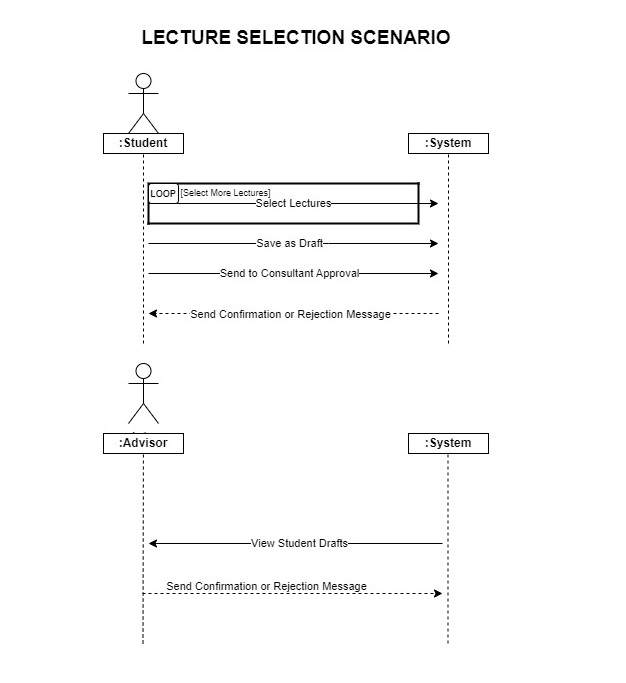 LECTURE SELECTION SCENARIO
:Student
:System
LOOP [Select More Lectures]
Select Lectures
Save as Draft
Send to Consultant Approval
Send Confirmation or Rejection Message
:Advisor
:System
View Student Drafts
Send Confirmation or Rejection Message